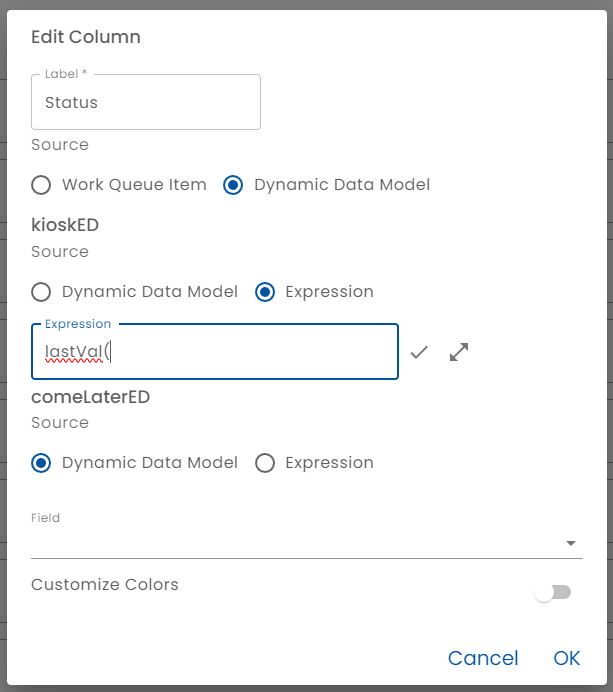 Edit Column
Label *
Status
Source
Work Queue Item Dynamic Data Model
kioskED
Source
Dynamic Data Model Expression
Expression
lastVal(
comeLaterED
Source
Dynamic Data Model Expression
Field
Customize Colors
Cancel OK